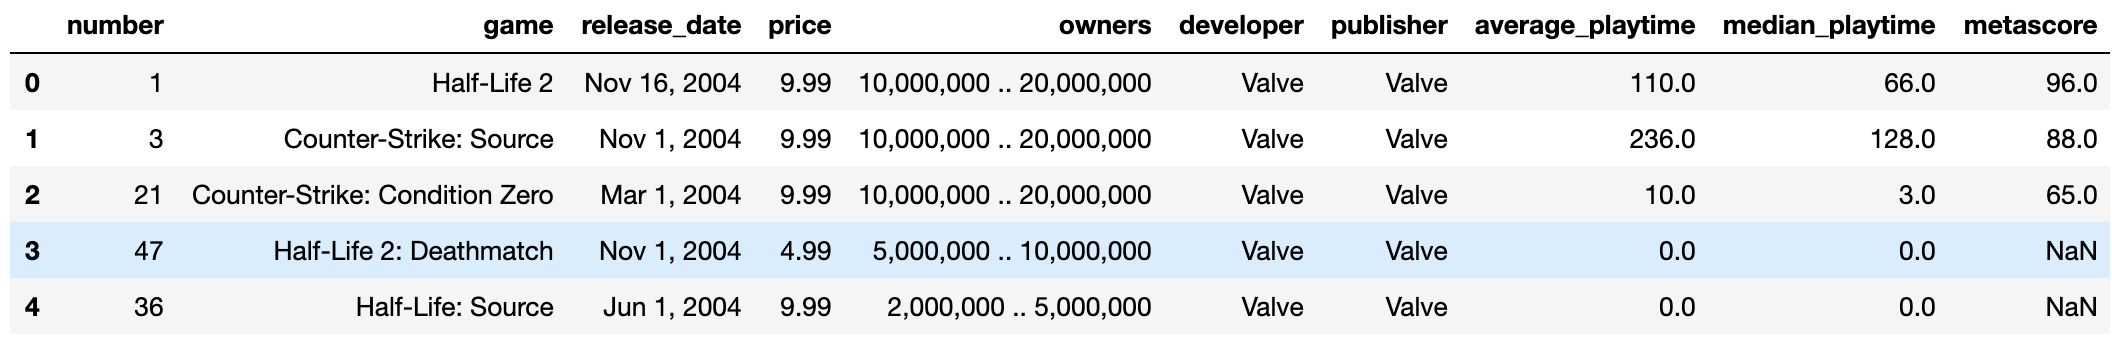 number game release_date price owners developer publisher average_playtime median_playtime metascore
0 1 Half-Life 2 Nov 16, 2004 9.99 10,000,000 .. 20,000,000 Valve Valve 110.0 66.0 96.0
1 3 Counter-Strike: Source Nov 1, 2004 9.99 10,000,000 .. 20,000,000 Valve Valve 236.0 128.0 88.0
2 21 Counter-Strike: Condition Zero Mar 1, 2004 9.99 10,000,000 .. 20,000,000 Valve Valve 10.0 3.0 65.0
3 47 Half-Life 2: Deathmatch Nov 1, 2004 4.99 5,000,000 .. 10,000,000 Valve Valve 0.0 0.0 NaN
4 36 Half-Life: Source Jun 1, 2004 9.99 2,000,000 .. 5,000,000 Valve Valve 0.0 0.0 NaN